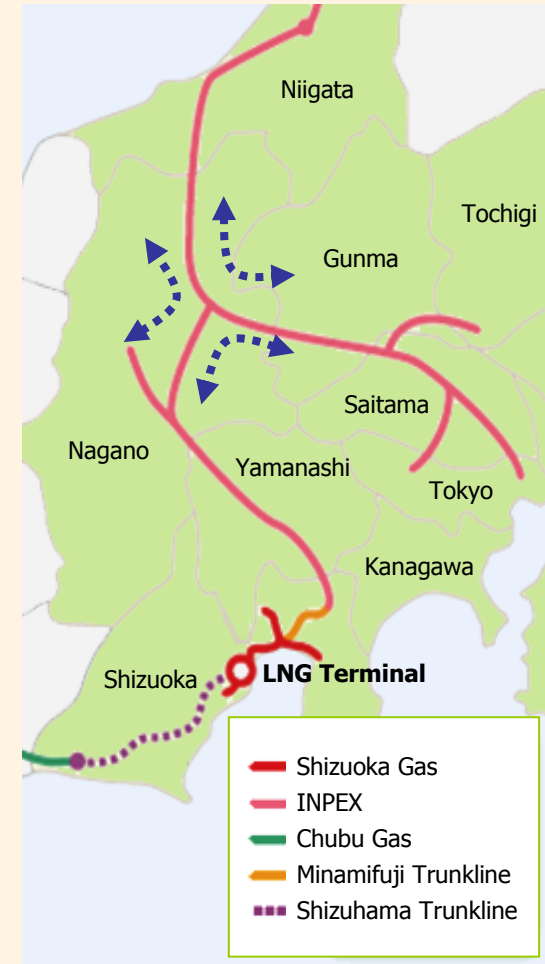 Niigata
Tochigi
Gunma
Saitama
Nagano
Yamanashi
Tokyo
Kanagawa
Shizuoka
LNG Terminal
Shizuoka Gas
INPEX
Chubu Gas
Minamifuji Trunkline
Shizuhama Trunkline